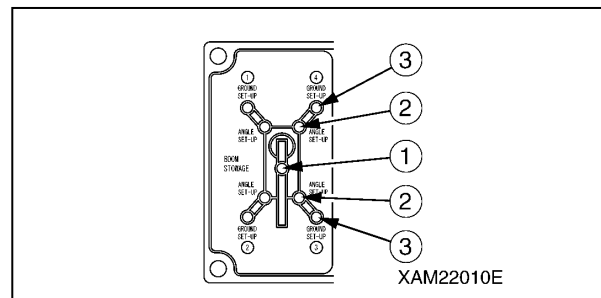 ① ④ ③
GROUND SET-UP GROUND SET-UP
②
ANGLE SET-UP ANGLE SET-UP
BOOM STOWAGE ①
ANGLE SET-UP ANGLE SET-UP
②
GROUND SET-UP GROUND SET-UP
② ③ ③
XAM22010E